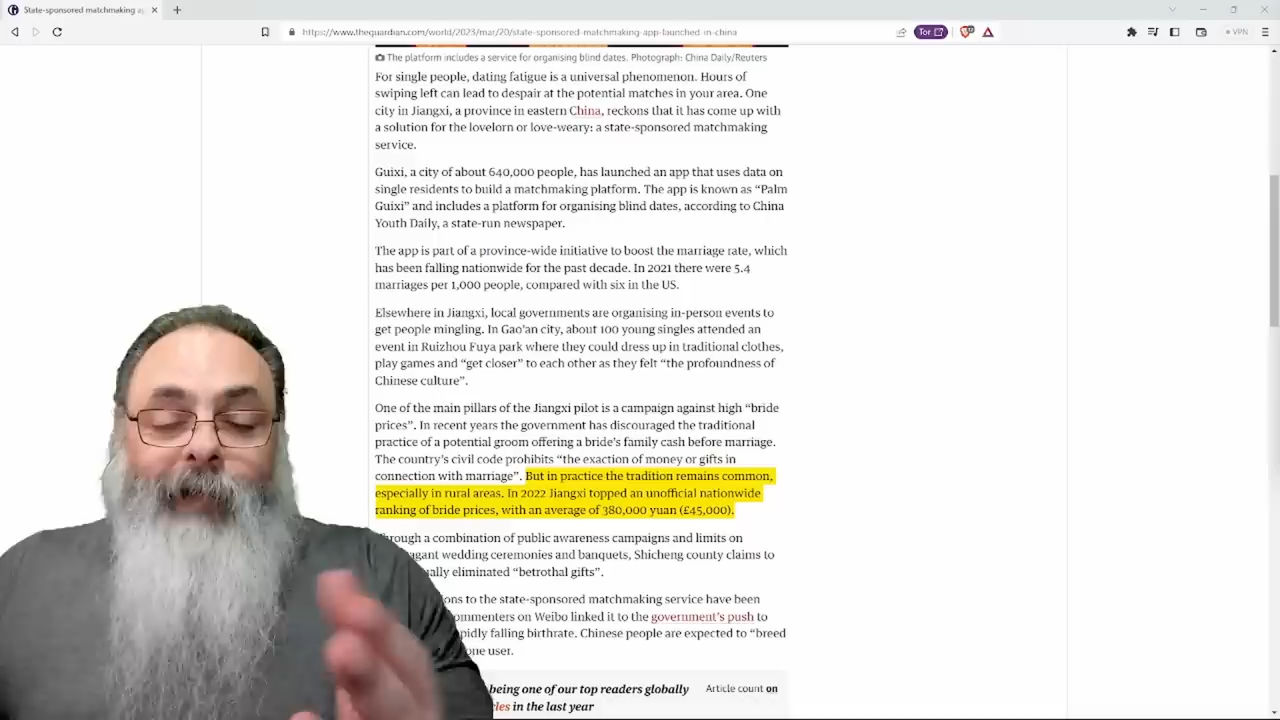 State-sponsored matchmaking a
https://www.theguardian.com/world/2023/mar/20/state-sponsored-matchmaking-app-launched-in-china
Tor
VPN
The platform includes a service for organising blind dates. Photograph: China Daily/Reuters
For single people, dating fatigue is a universal phenomenon. Hours of
swiping left can lead to despair at the potential matches in your area. One
city in Jiangxi, a province in eastern China, reckons that it has come up with
a solution for the lovelorn or love-weary: a state-sponsored matchmaking
service.
Guixi, a city of about 640,000 people, has launched an app that uses data on
single residents to build a matchmaking platform. The app is known as “Palm
Guixi” and includes a platform for organising blind dates, according to China
Youth Daily, a state-run newspaper.
The app is part of a province-wide initiative to boost the marriage rate, which
has been falling nationwide for the past decade. In 2021 there were 5.4
marriages per 1,000 people, compared with six in the US.
Elsewhere in Jiangxi, local governments are organising in-person events to
get people mingling. In Gao’an city, about 100 young singles attended an
event in Ruizhou Fuya park where they could dress up in traditional clothes,
play games and “get closer” to each other as they felt “the profoundness of
Chinese culture”.
One of the main pillars of the Jiangxi pilot is a campaign against high “bride
prices”. In recent years the government has discouraged the traditional
practice of a potential groom offering a bride’s family cash before marriage.
The country’s civil code prohibits “the exaction of money or gifts in
connection with marriage”. But in practice the tradition remains common,
especially in rural areas. In 2022 Jiangxi topped an unofficial nationwide
ranking of bride prices, with an average of 380,000 yuan (£45,000).
rough a combination of public awareness campaigns and limits on
agant wedding ceremonies and banquets, Shicheng county claims to
ually eliminated “betrothal gifts”.
ions to the state-sponsored matchmaking service have been
ommenters on Weibo linked it to the government’s push to
pidly falling birthrate. Chinese people are expected to “breed
one user.
being one of our top readers globally
Article count on
cles in the last year